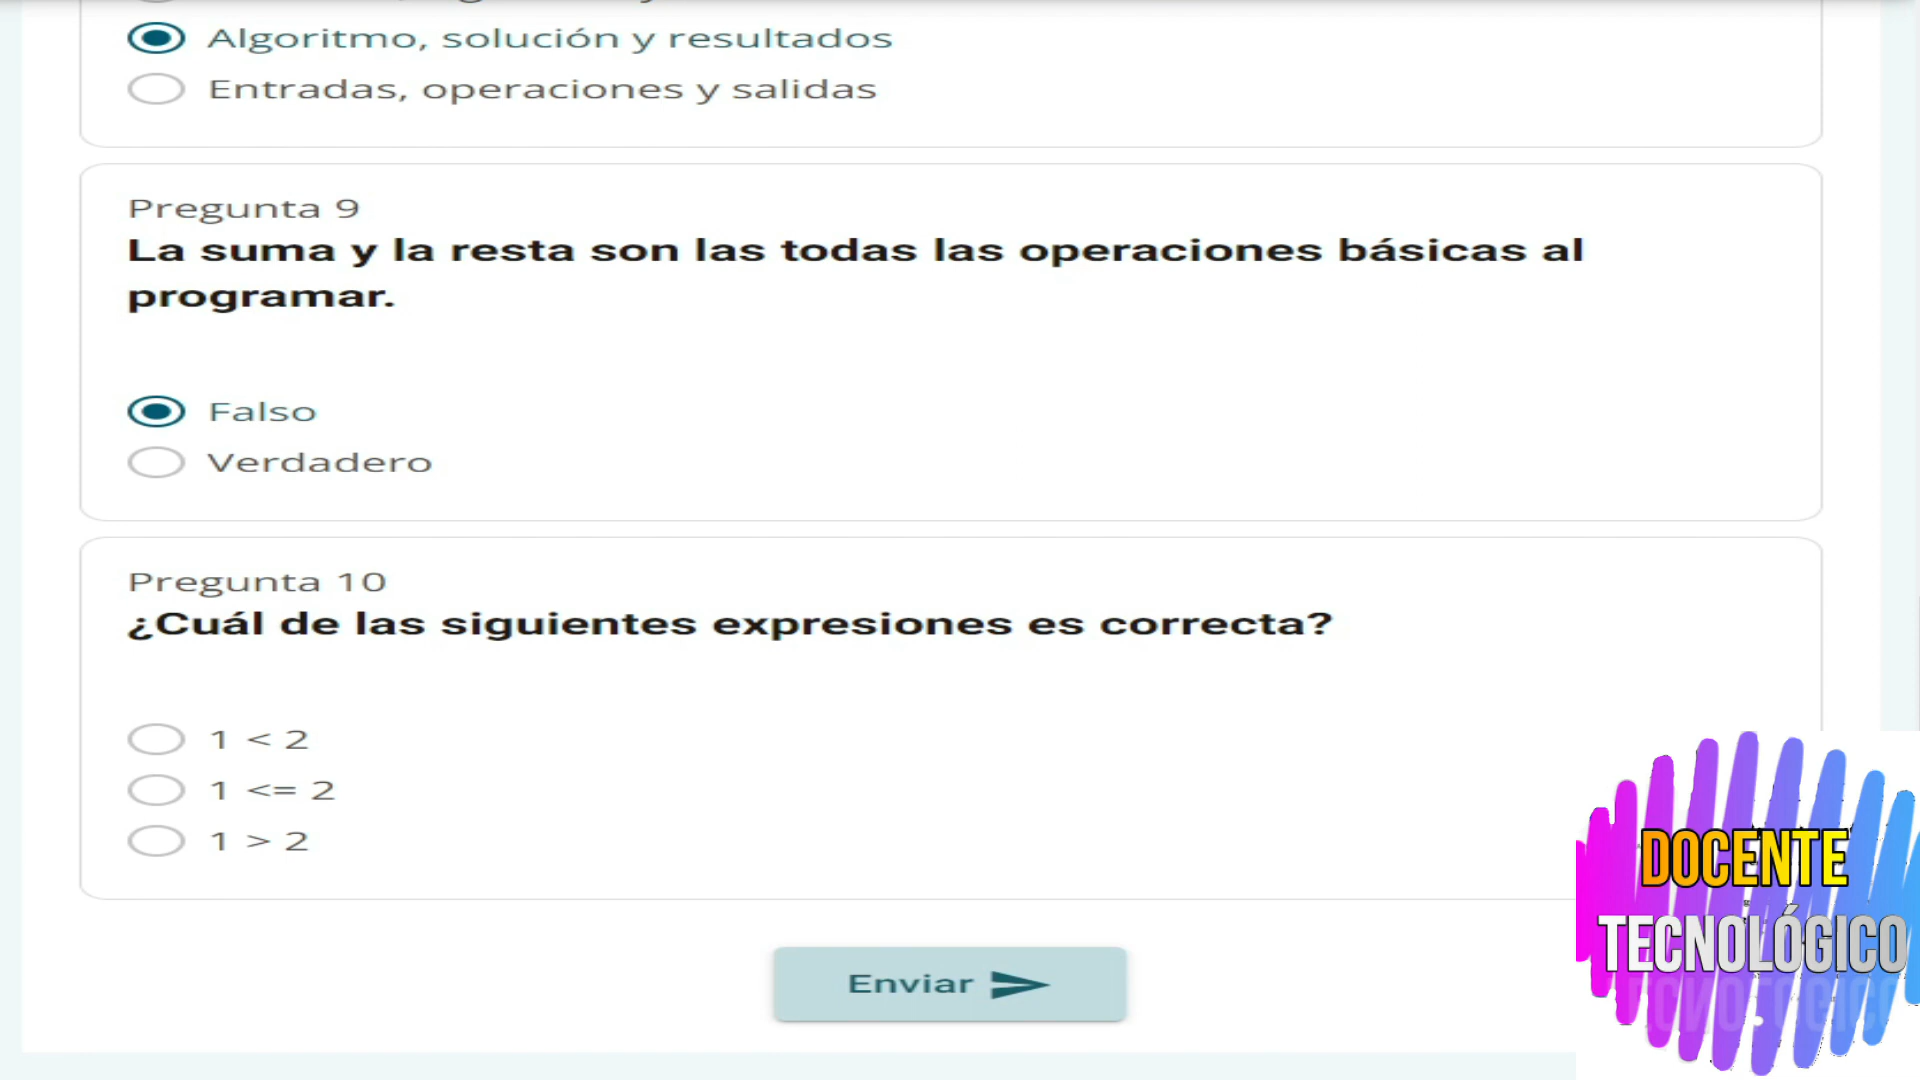 Algoritmo, solución y resultados
Entradas, operaciones y salidas
Pregunta 9
La suma y la resta son las todas las operaciones básicas al
programar.
Falso
Verdadero
Pregunta 10
¿Cuál de las siguientes expresiones es correcta?
1 < 2
1 <= 2
1 > 2
Enviar
DOCENTE
TECNOLÓGICO